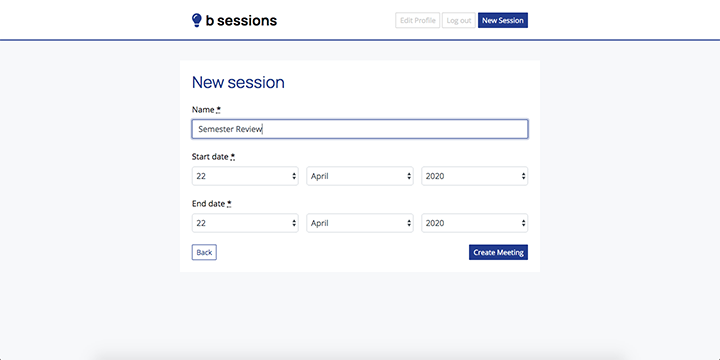 b sessions
Edit Profile Log out New Session
New session
Name *
Semester Review
Start date *
22 April 2020
End date *
22 April 2020
Back Create Meeting